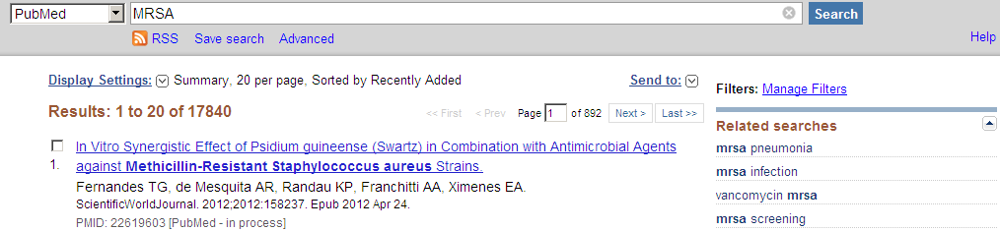 PubMed MRSA Search
RSS Save search Advanced
Help
Display Settings: Summary, 20 per page, Sorted by Recently Added Send to:
Results: 1 to 20 of 17840 << First < Prev Page 1 of 892 Next > Last >>
1. In Vitro Synergistic Effect of Psidium guineense (Swartz) in Combination with Antimicrobial Agents
against Methicillin-Resistant Staphylococcus aureus Strains.
Fernandes TG, de Mesquita AR, Randau KP, Franchitti AA, Ximenes EA.
ScientificWorldJournal. 2012;2012:158237. Epub 2012 Apr 24.
PMID: 22619603 [PubMed - in process]
Filters: Manage Filters
Related searches
mrsa pneumonia
mrsa infection
vancomycin mrsa
mrsa screening